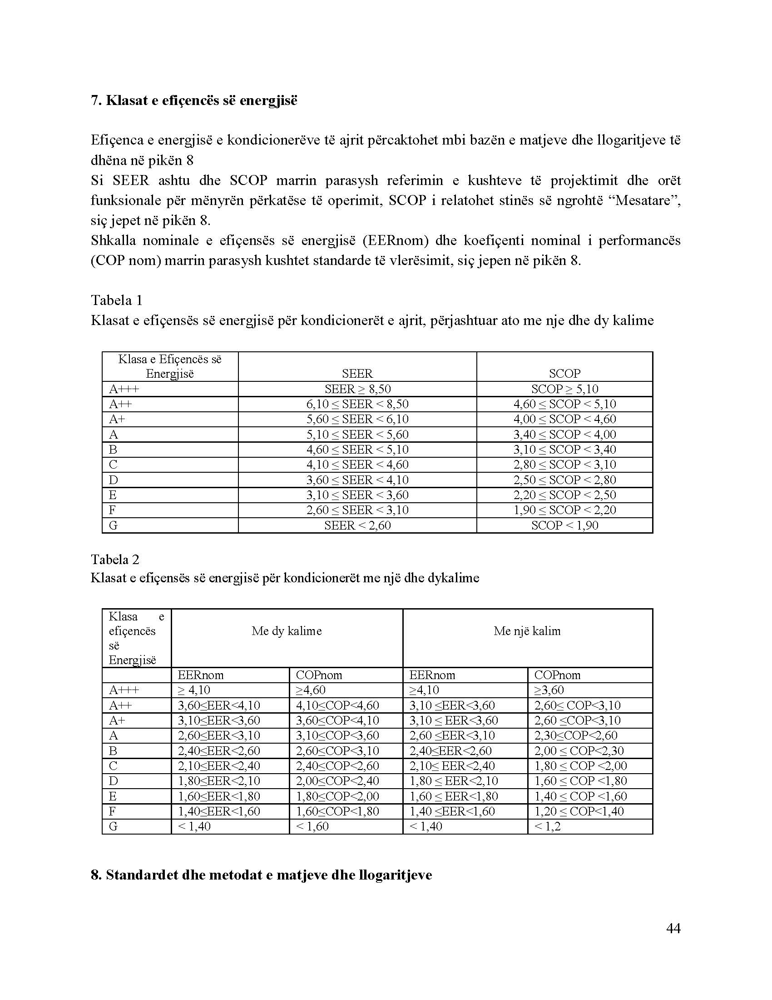 7. Klasat e efiçencës së energjisë
Efiçenca e energjisë e kondicionerëve të ajrit përcaktohet mbi bazën e matjeve dhe llogaritjeve të
dhëna në pikën 8
Si SEER ashtu dhe SCOP marrin parasysh referimin e kushteve të projektimit dhe orët
funksionale për mënyrën përkatëse të operimit, SCOP i relatohet stinës së ngrohtë “Mesatare”,
siç jepet në pikën 8.
Shkalla nominale e efiçensës së energjisë (EERnom) dhe koefiçenti nominal i performancës
(COP nom) marrin parasysh kushtet standarde të vlerësimit, siç jepen në pikën 8.
Tabela 1
Klasat e efiçensës së energjisë për kondicionerët e ajrit, përjashtuar ato me nje dhe dy kalime
Klasa e Efiçencës së
Energjisë SEER SCOP
A+++ SEER ≥ 8,50 SCOP ≥ 5,10
A++ 6,10 ≤ SEER < 8,50 4,60 ≤ SCOP < 5,10
A+ 5,60 ≤ SEER < 6,10 4,00 ≤ SCOP < 4,60
A 5,10 ≤ SEER < 5,60 3,40 ≤ SCOP < 4,00
B 4,60 ≤ SEER < 5,10 3,10 ≤ SCOP < 3,40
C 4,10 ≤ SEER < 4,60 2,80 ≤ SCOP < 3,10
D 3,60 ≤ SEER < 4,10 2,50 ≤ SCOP < 2,80
E 3,10 ≤ SEER < 3,60 2,20 ≤ SCOP < 2,50
F 2,60 ≤ SEER < 3,10 1,90 ≤ SCOP < 2,20
G SEER < 2,60 SCOP < 1,90
Tabela 2
Klasat e efiçensës së energjisë për kondicionerët me një dhe dykalime
Klasa e
efiçencës Me dy kalime Me një kalim
së
Energjisë
EERnom COPnom EERnom COPnom
A+++ ≥ 4,10 ≥4,60 ≥4,10 ≥3,60
A++ 3,60≤EER<4,10 4,10≤COP<4,60 3,10 ≤EER<3,60 2,60≤ COP<3,10
A+ 3,10≤EER<3,60 3,60≤COP<4,10 3,10 ≤ EER<3,60 2,60 ≤COP<3,10
A 2,60≤EER<3,10 3,10≤COP<3,60 2,60 ≤EER<3,10 2,30≤COP<2,60
B 2,40≤EER<2,60 2,60≤COP<3,10 2,40≤EER<2,60 2,00 ≤ COP<2,30
C 2,10≤EER<2,40 2,40≤COP<2,60 2,10≤ EER<2,40 1,80 ≤ COP <2,00
D 1,80≤EER<2,10 2,00≤COP<2,40 1,80 ≤ EER<2,10 1,60 ≤ COP <1,80
E 1,60≤EER<1,80 1,80≤COP<2,00 1,60 ≤ EER<1,80 1,40 ≤ COP <1,60
F 1,40≤EER<1,60 1,60≤COP<1,80 1,40 ≤EER<1,60 1,20 ≤ COP<1,40
G < 1,40 < 1,60 < 1,40 < 1,2
8. Standardet dhe metodat e matjeve dhe llogaritjeve
44